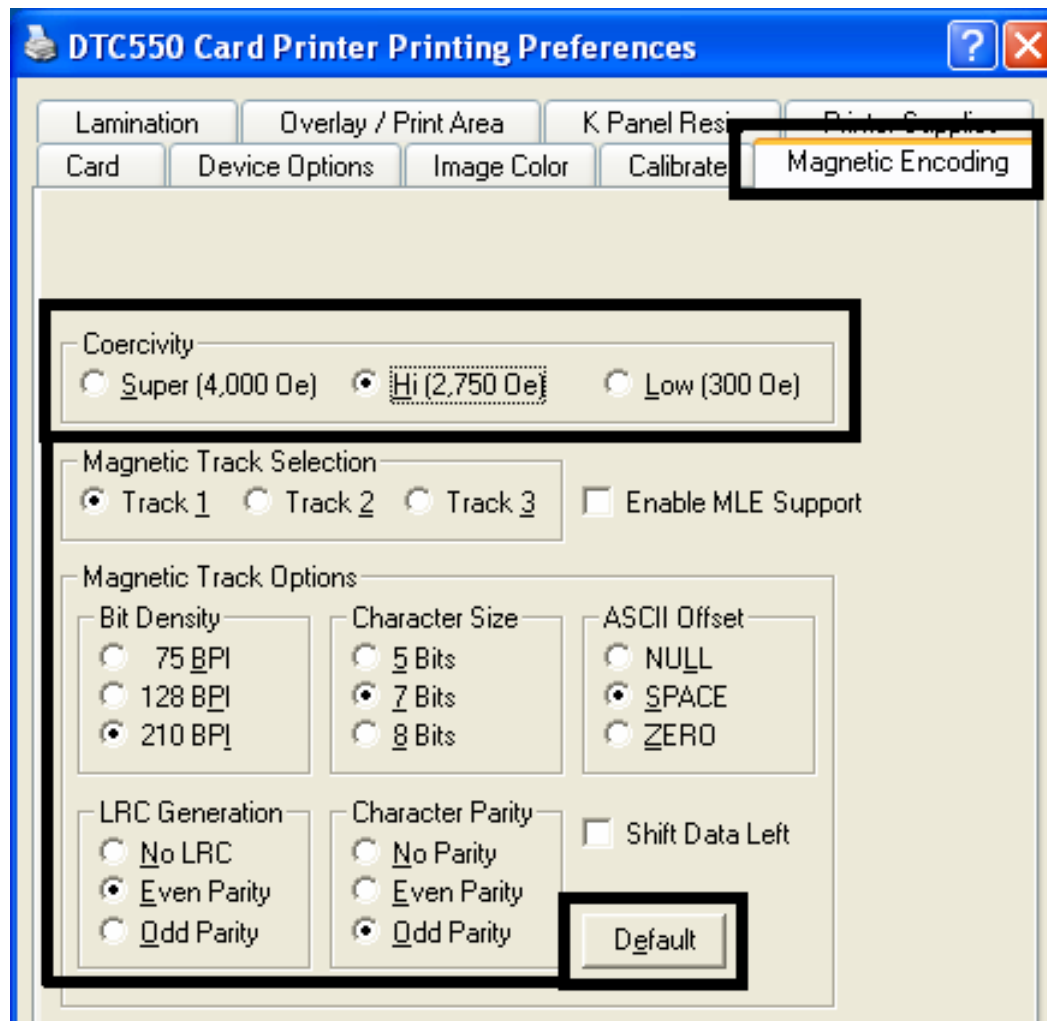 DTC550 Card Printer Printing Preferences
Lamination Overlay / Print Area K Panel Resin Printer Supplies
Card Device Options Image Color Calibrate Magnetic Encoding
Coercivity
Super (4,000 Oe) Hi (2,750 Oe) Low (300 Oe)
Magnetic Track Selection
Track 1 Track 2 Track 3 Enable MLE Support
Magnetic Track Options
Bit Density Character Size ASCII Offset
75 BPI 5 Bits NULL
128 BPI 7 Bits SPACE
210 BPI 8 Bits ZERO
LRC Generation Character Parity
No LRC No Parity Shift Data Left
Even Parity Even Parity
Odd Parity Odd Parity Default